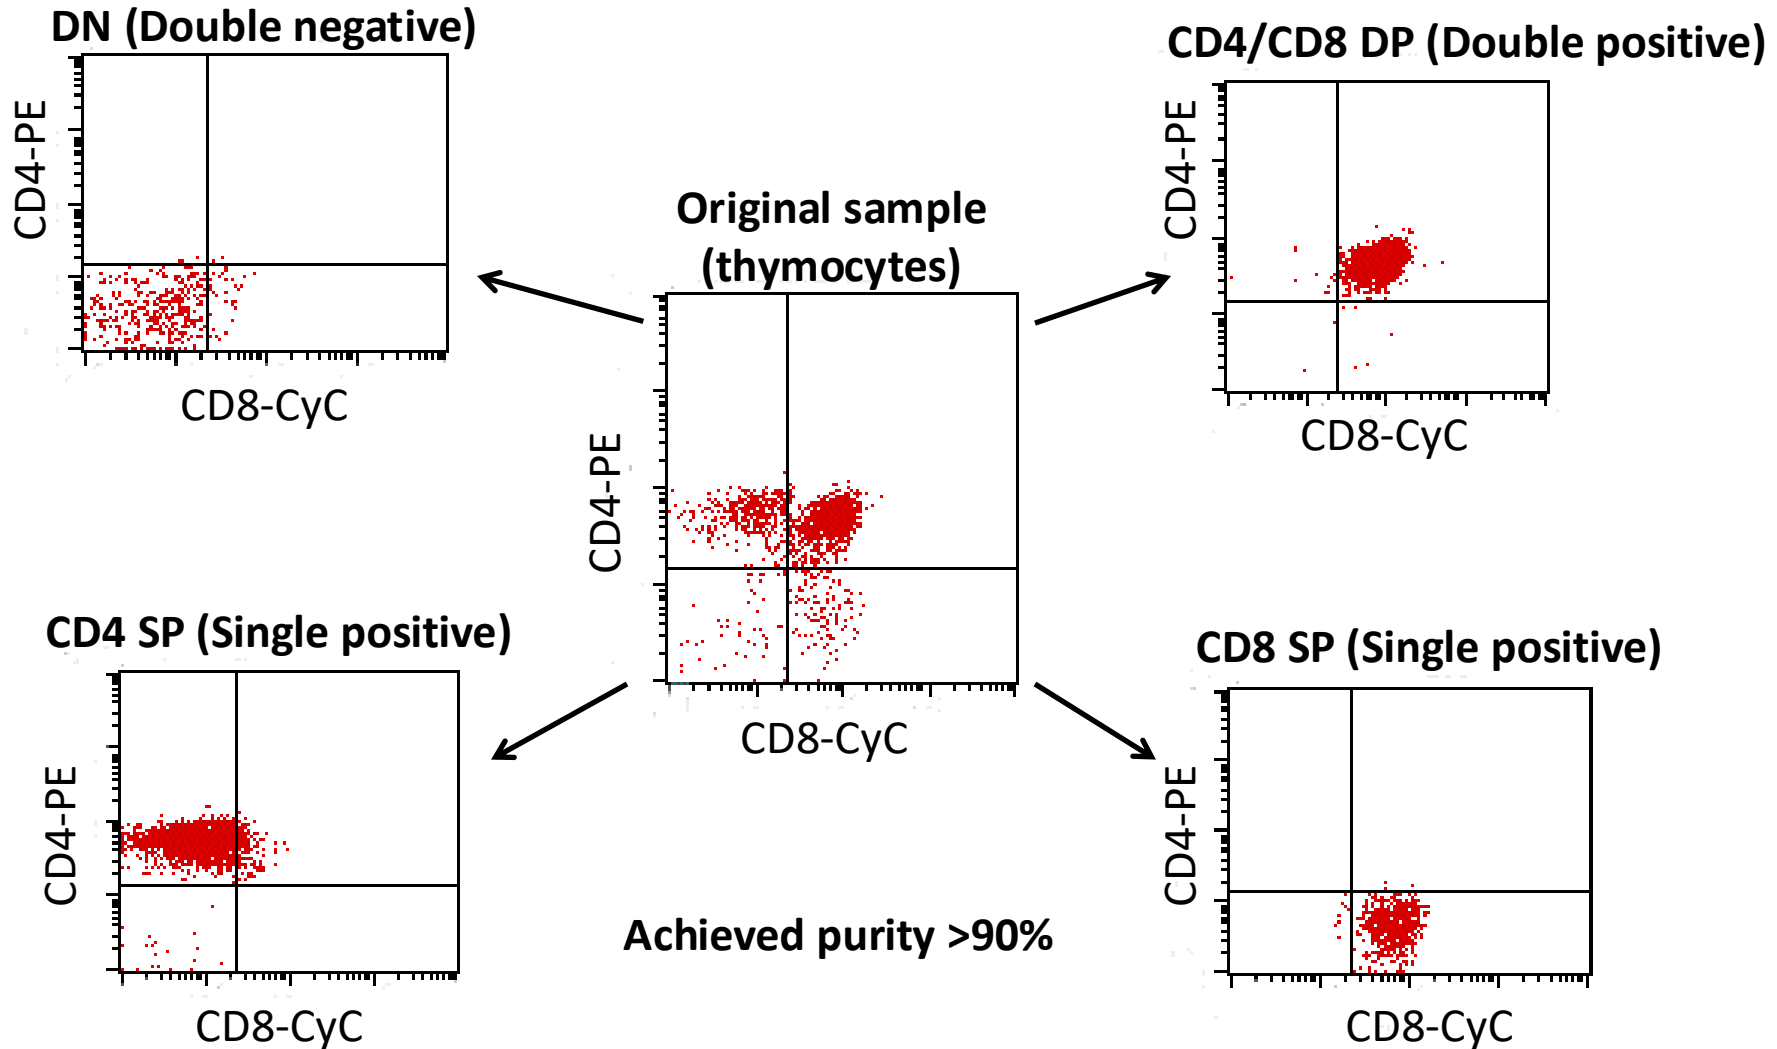 DN (Double negative)
CD4-PE
CD8-CyC
CD4/CD8 DP (Double positive)
CD4-PE
CD8-CyC
Original sample
(thymocytes)
CD4-PE
CD8-CyC
CD4 SP (Single positive)
CD4-PE
CD8-CyC
CD8 SP (Single positive)
CD4-PE
CD8-CyC
Achieved purity >90%